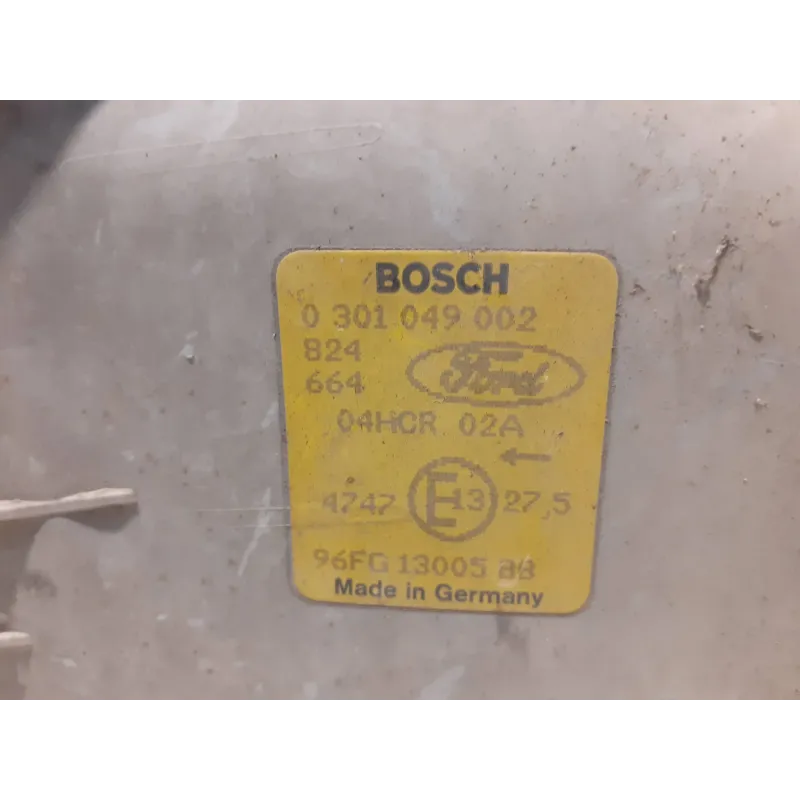 BOSCH
0 301 049 002
824
664 Ford
04HCR 02A
←
4747 E13 27,5
96FG 13005 BB
Made in Germany